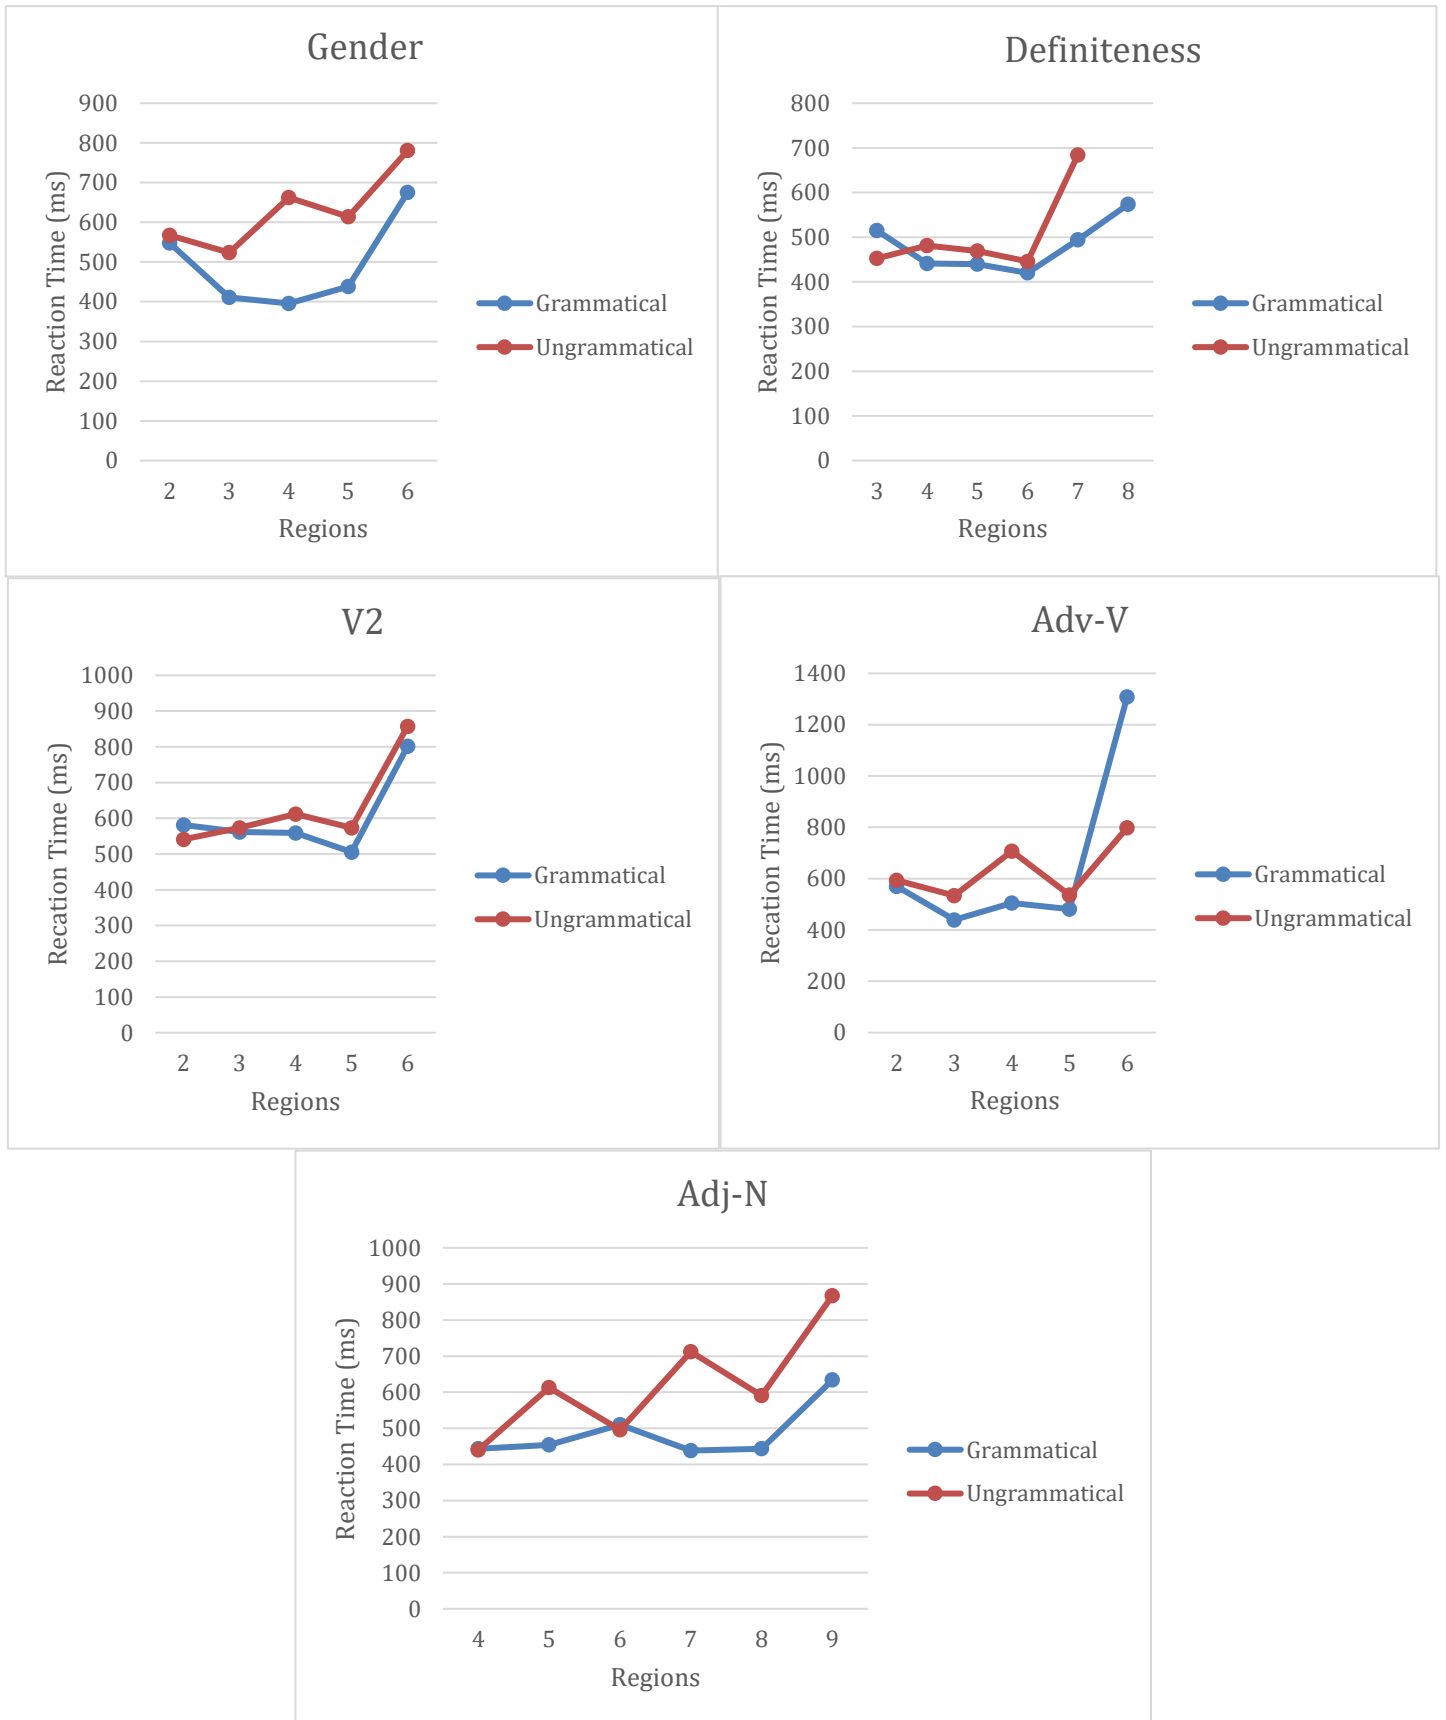 Gender
900
800
700
600
500
400
300
200
100
0
Reaction Time (ms)
2 3 4 5 6
Regions
Grammatical
Ungrammatical
Definiteness
800
700
600
500
400
300
200
100
0
Reaction Time (ms)
3 4 5 6 7 8
Regions
Grammatical
Ungrammatical
V2
1000
900
800
700
600
500
400
300
200
100
0
Recation Time (ms)
2 3 4 5 6
Regions
Grammatical
Ungrammatical
Adv-V
1400
1200
1000
800
600
400
200
0
Recation Time (ms)
2 3 4 5 6
Regions
Grammatical
Ungrammatical
Adj-N
1000
900
800
700
600
500
400
300
200
100
0
Reaction Time (ms)
4 5 6 7 8 9
Regions
Grammatical
Ungrammatical